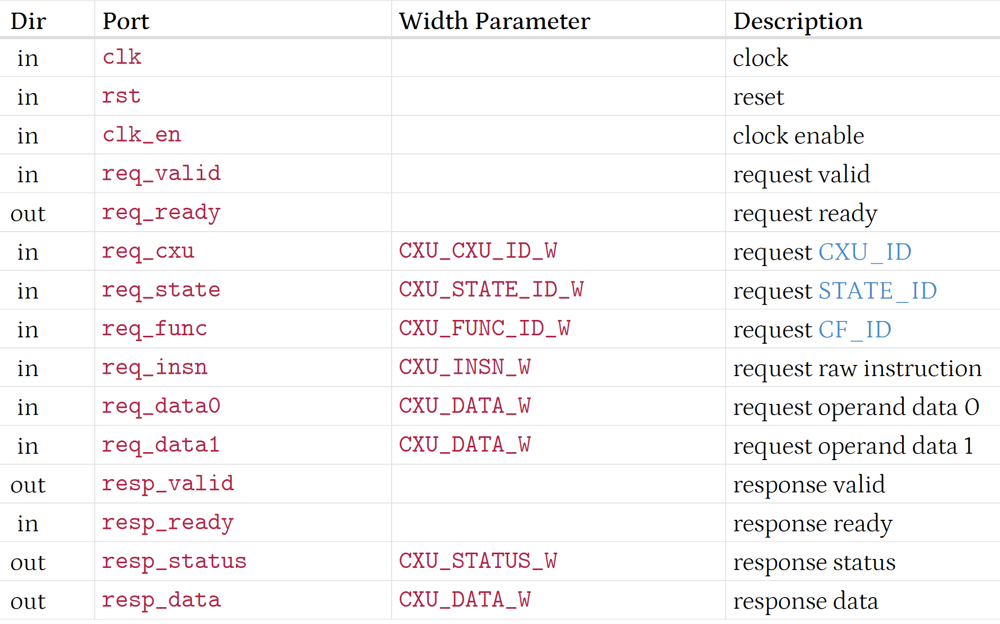 Dir Port Width Parameter Description
in clk clock
in rst reset
in clk_en clock enable
in req_valid request valid
out req_ready request ready
in req_cxu CXU_CXU_ID_W request CXU_ID
in req_state CXU_STATE_ID_W request STATE_ID
in req_func CXU_FUNC_ID_W request CF_ID
in req_insn CXU_INSN_W request raw instruction
in req_data0 CXU_DATA_W request operand data 0
in req_data1 CXU_DATA_W request operand data 1
out resp_valid response valid
in resp_ready response ready
out resp_status CXU_STATUS_W response status
out resp_data CXU_DATA_W response data